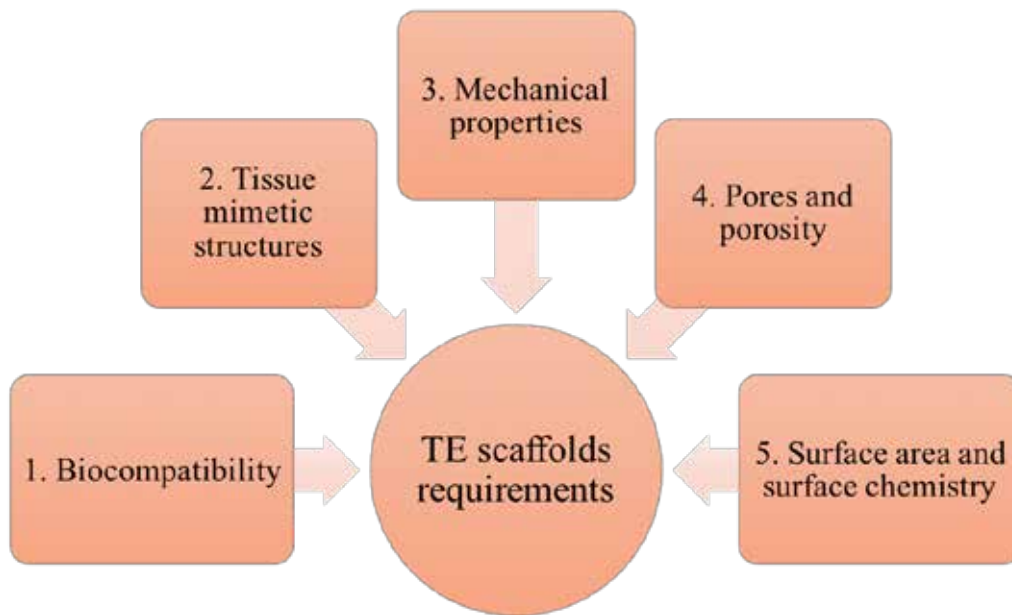 1. Biocompatibility
2. Tissue
mimetic
structures
3. Mechanical
properties
4. Pores and
porosity
5. Surface area and
surface chemistry
TE scaffolds
requirements